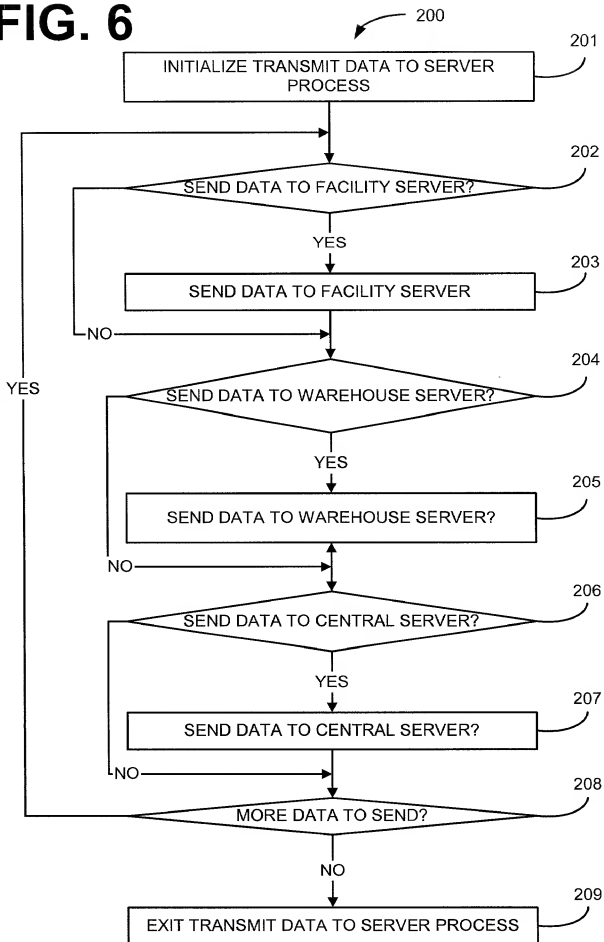 FIG. 6
200
INITIALIZE TRANSMIT DATA TO SERVER
PROCESS
201
SEND DATA TO FACILITY SERVER?
202
YES
SEND DATA TO FACILITY SERVER
203
NO
SEND DATA TO WAREHOUSE SERVER?
204
YES
YES
SEND DATA TO WAREHOUSE SERVER?
205
NO
SEND DATA TO CENTRAL SERVER?
206
YES
SEND DATA TO CENTRAL SERVER?
207
NO
MORE DATA TO SEND?
208
NO
EXIT TRANSMIT DATA TO SERVER PROCESS
209